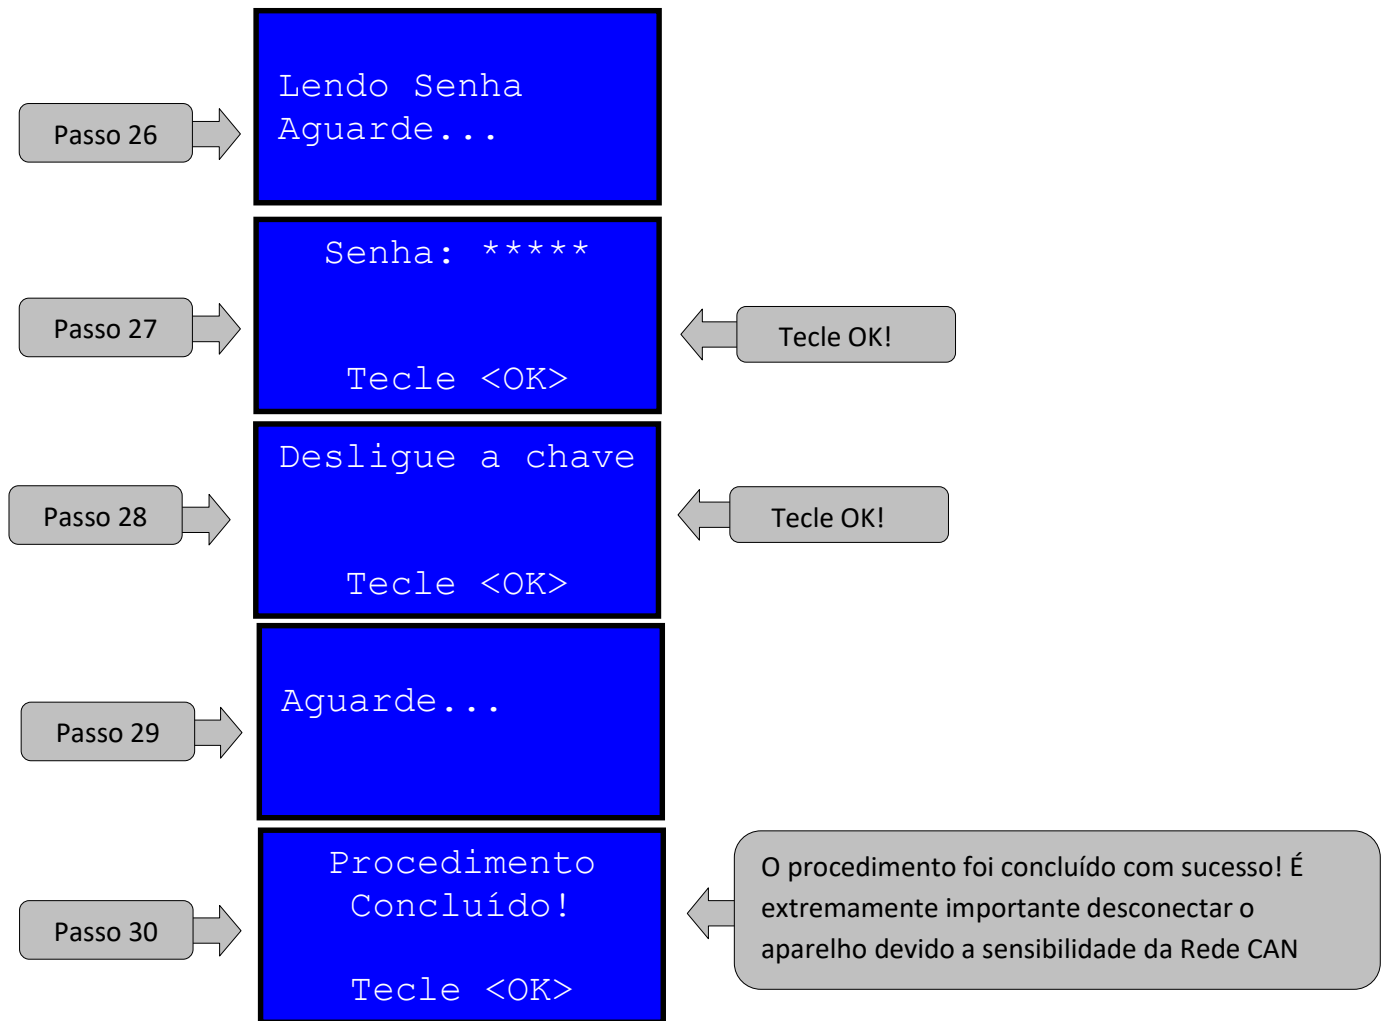 Passo 26
Lendo Senha
Aguarde...
Passo 27
Senha: *****
Tecle <OK>
Tecle OK!
Passo 28
Desligue a chave
Tecle <OK>
Tecle OK!
Passo 29
Aguarde...
Passo 30
Procedimento
Concluído!
Tecle <OK>
O procedimento foi concluído com sucesso! É
extremamente importante desconectar o
aparelho devido a sensibilidade da Rede CAN